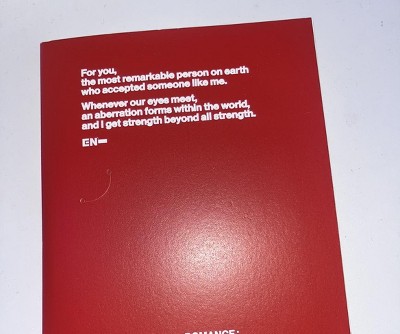 For you,
the most remarkable person on earth
who accepted someone like me.
Whenever our eyes meet,
an aberration forms within the world,
and I get strength beyond all strength.
EN-
ROMANCE: